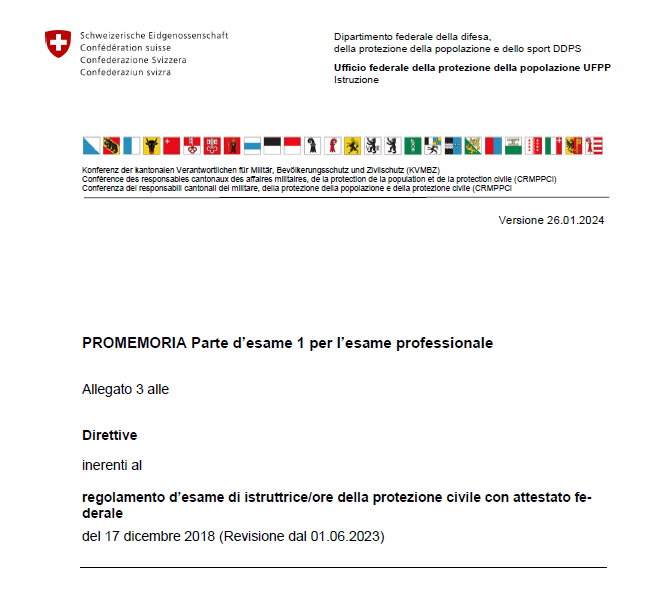 Schweizerische Eidgenossenschaft
Confédération suisse
Confederazione Svizzera
Confederaziun svizra
Dipartimento federale della difesa,
della protezione della popolazione e dello sport DDPS
Ufficio federale della protezione della popolazione UFPP
Istruzione
Konferenz der kantonalen Verantwortlichen für Militär, Bevölkerungsschutz und Zivilschutz (KVMBZ)
Conférence des responsables cantonaux des affaires militaires, de la protection de la population et de la protection civile (CRMPPCi)
Conferenza dei responsabili cantonali del militare, della protezione della popolazione e della protezione civile (CRMPPCi
Versione 26.01.2024
PROMEMORIA Parte d'esame 1 per l'esame professionale
Allegato 3 alle
Direttive
inerenti al
regolamento d'esame di istruttrice/ore della protezione civile con attestato fe-
derale
del 17 dicembre 2018 (Revisione dal 01.06.2023)